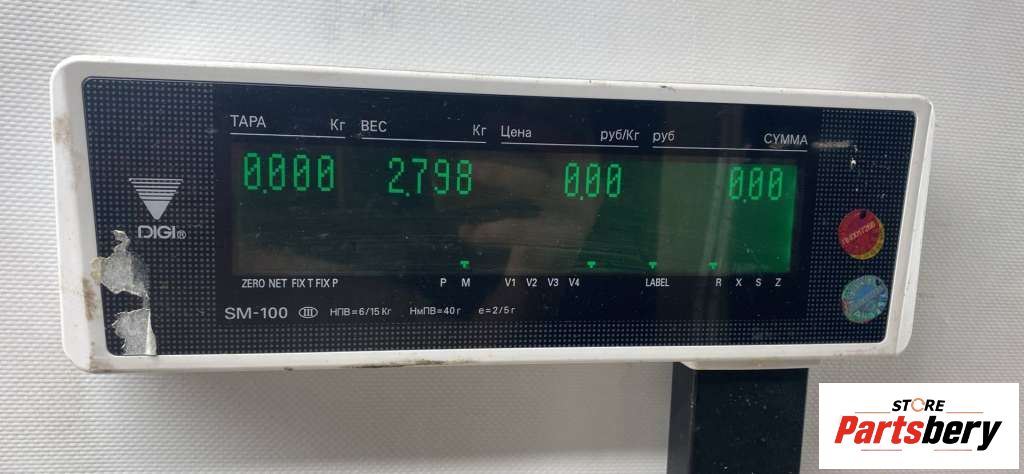 ТАРА Кг ВЕС Кг Цена руб/Кг руб СУММА
0.000 2.798 0.00 0.00
DIGI®
ZERO NET FIX T FIX P P M V1 V2 V3 V4 LABEL R X S Z
SM-100 III НПВ=6/15 Кг НмПВ=40 г e=2/5 г
STORE
Partsbery